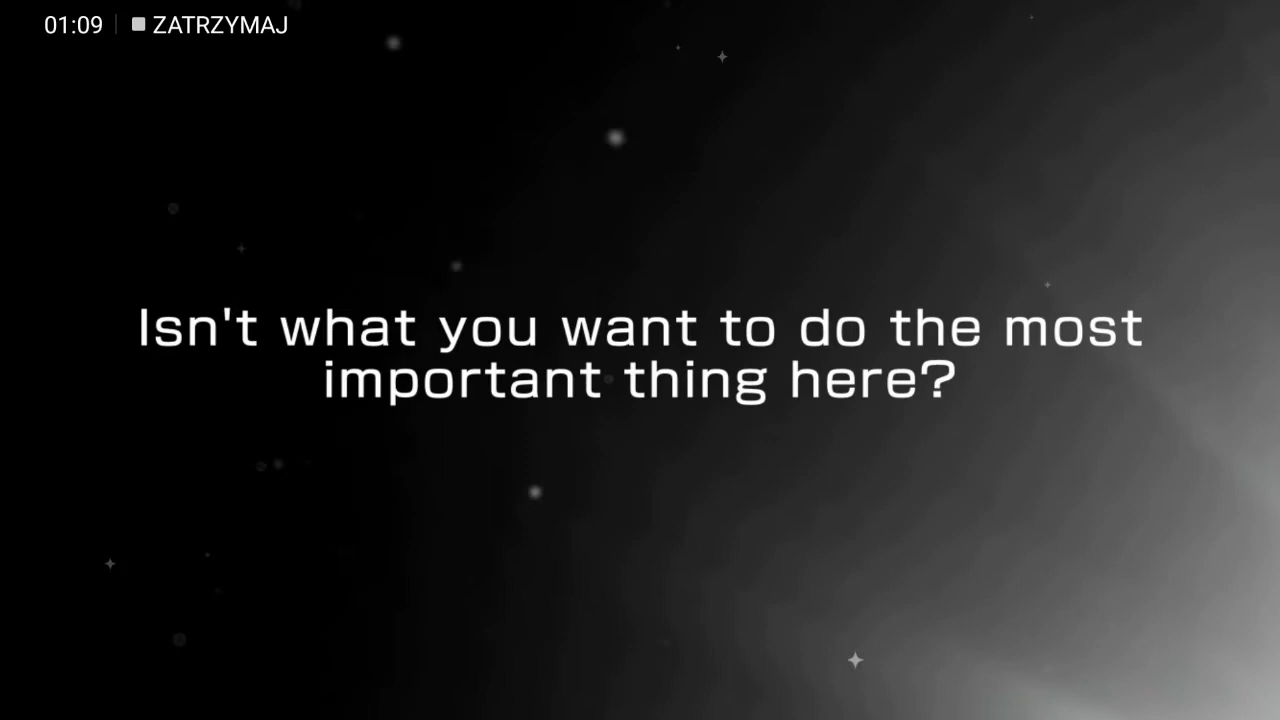 01:09 ZATRZYMAJ
Isn't what you want to do the most
important thing here?